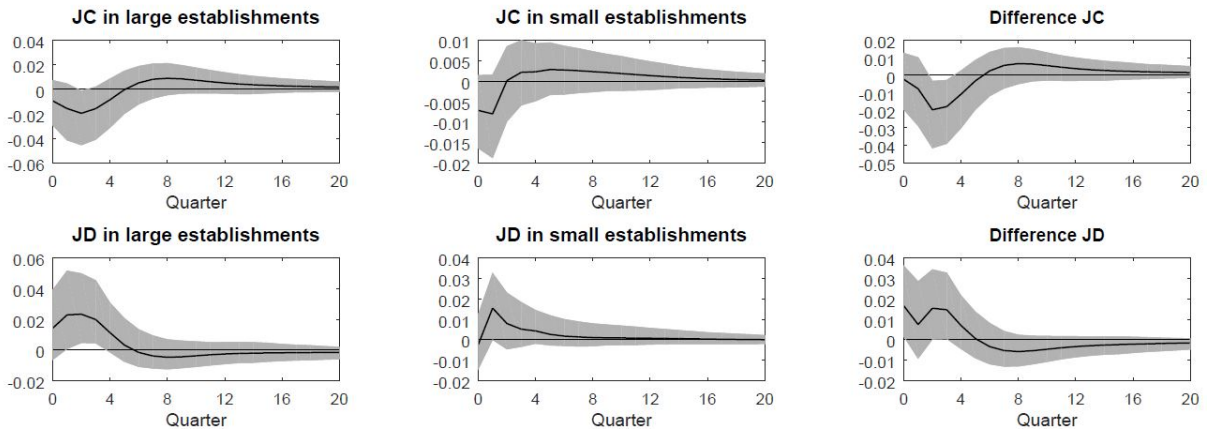 JC in large establishments
0.04
0.02
0
-0.02
-0.04
-0.06
0 4 8 12 16 20
Quarter
JC in small establishments
0.01
0.005
0
-0.005
-0.01
-0.015
-0.02
0 4 8 12 16 20
Quarter
Difference JC
0.02
0.01
0
-0.01
-0.02
-0.03
-0.04
-0.05
0 4 8 12 16 20
Quarter
JD in large establishments
0.06
0.04
0.02
0
-0.02
0 4 8 12 16 20
Quarter
JD in small establishments
0.04
0.03
0.02
0.01
0
-0.01
-0.02
0 4 8 12 16 20
Quarter
Difference JD
0.04
0.03
0.02
0.01
0
-0.01
-0.02
0 4 8 12 16 20
Quarter